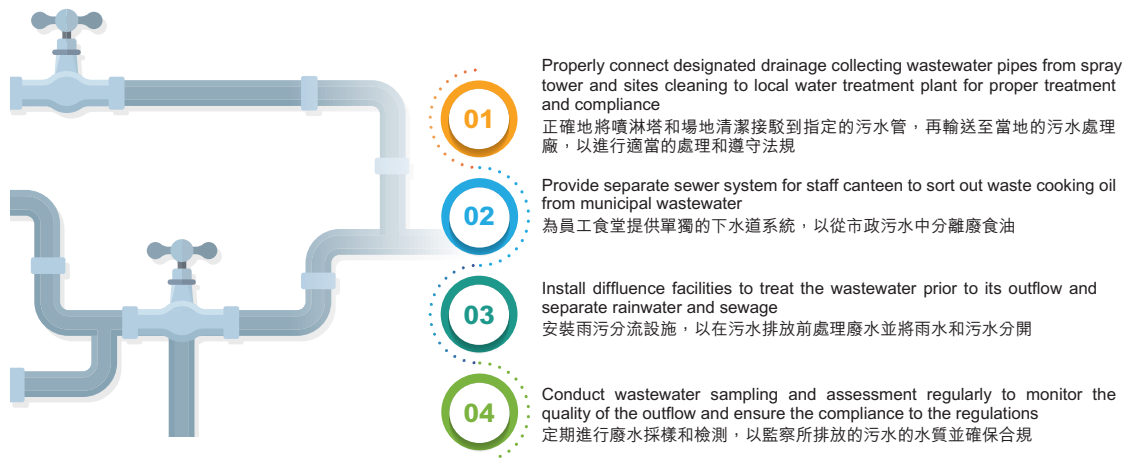 01
Properly connect designated drainage collecting wastewater pipes from spray
tower and sites cleaning to local water treatment plant for proper treatment
and compliance
正確地將噴淋塔和場地清潔接駁到指定的污水管，再輸送至當地的污水處理
廠，以進行適當的處理和遵守法規
02
Provide separate sewer system for staff canteen to sort out waste cooking oil
from municipal wastewater
為員工食堂提供單獨的下水道系統，以從市政污水中分離廢食油
03
Install diffluence facilities to treat the wastewater prior to its outflow and
separate rainwater and sewage
安裝雨污分流設施，以在污水排放前處理廢水並將雨水和污水分開
04
Conduct wastewater sampling and assessment regularly to monitor the
quality of the outflow and ensure the compliance to the regulations
定期進行廢水採樣和檢測，以監察所排放的污水的水質並確保合規